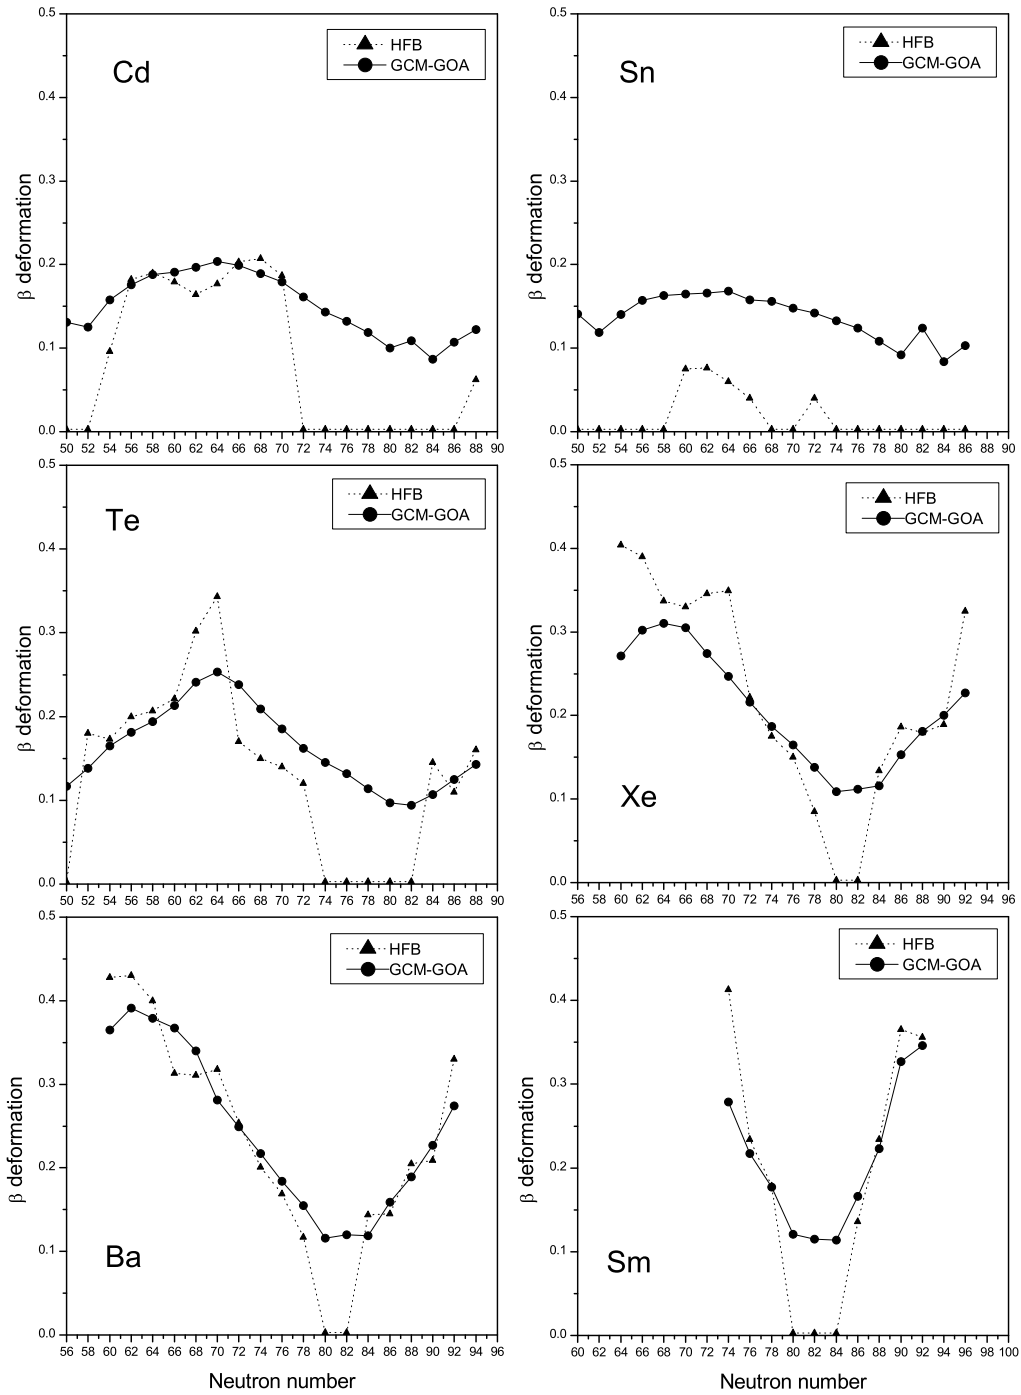 0.5
HFB
GCM-GOA
Cd
0.4
0.3
β deformation
0.2
0.1
0.0
50 52 54 56 58 60 62 64 66 68 70 72 74 76 78 80 82 84 86 88 90
0.5
HFB
GCM-GOA
Sn
0.4
0.3
β deformation
0.2
0.1
0.0
50 52 54 56 58 60 62 64 66 68 70 72 74 76 78 80 82 84 86 88 90
0.5
HFB
GCM-GOA
Te
0.4
0.3
β deformation
0.2
0.1
0.0
50 52 54 56 58 60 62 64 66 68 70 72 74 76 78 80 82 84 86 88 90
0.5
HFB
GCM-GOA
0.4
0.3
β deformation
0.2
Xe
0.1
0.0
56 58 60 62 64 66 68 70 72 74 76 78 80 82 84 86 88 90 92 94 96
0.5
HFB
GCM-GOA
0.4
0.3
β deformation
0.2
0.1
Ba
0.0
56 58 60 62 64 66 68 70 72 74 76 78 80 82 84 86 88 90 92 94 96
Neutron number
0.5
HFB
GCM-GOA
0.4
0.3
β deformation
0.2
0.1
Sm
0.0
60 62 64 66 68 70 72 74 76 78 80 82 84 86 88 90 92 94 96 98 100
Neutron number